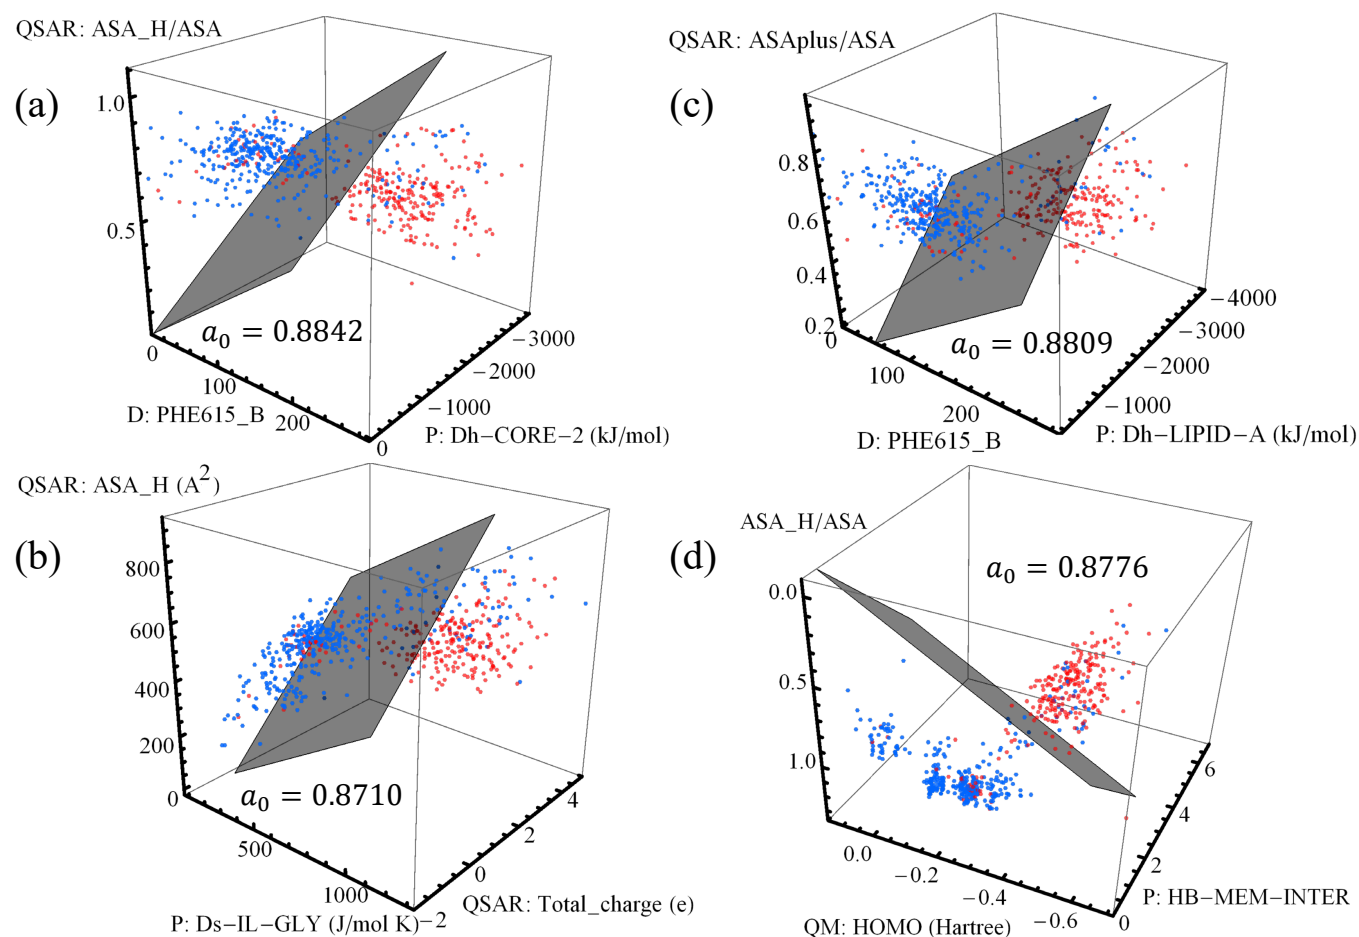 QSAR: ASA_H/ASA
(a)
1.0
0.5
0
100
200
D: PHE615_B
0
−1000
−2000
−3000
P: Dh−CORE−2 (kJ/mol)
a₀ = 0.8842
QSAR: ASAplus/ASA
(c)
0.8
0.6
0.4
0.2
0
100
200
D: PHE615_B
−1000
−2000
−3000
−4000
P: Dh−LIPID−A (kJ/mol)
a₀ = 0.8809
QSAR: ASA_H (A²)
(b)
800
600
400
200
0
500
1000
P: Ds−IL−GLY (J/mol K)
−2
0
2
4
QSAR: Total_charge (e)
a₀ = 0.8710
ASA_H/ASA
(d)
0.0
0.5
1.0
0.0
−0.2
−0.4
−0.6
QM: HOMO (Hartree)
0
2
4
6
P: HB−MEM−INTER
a₀ = 0.8776